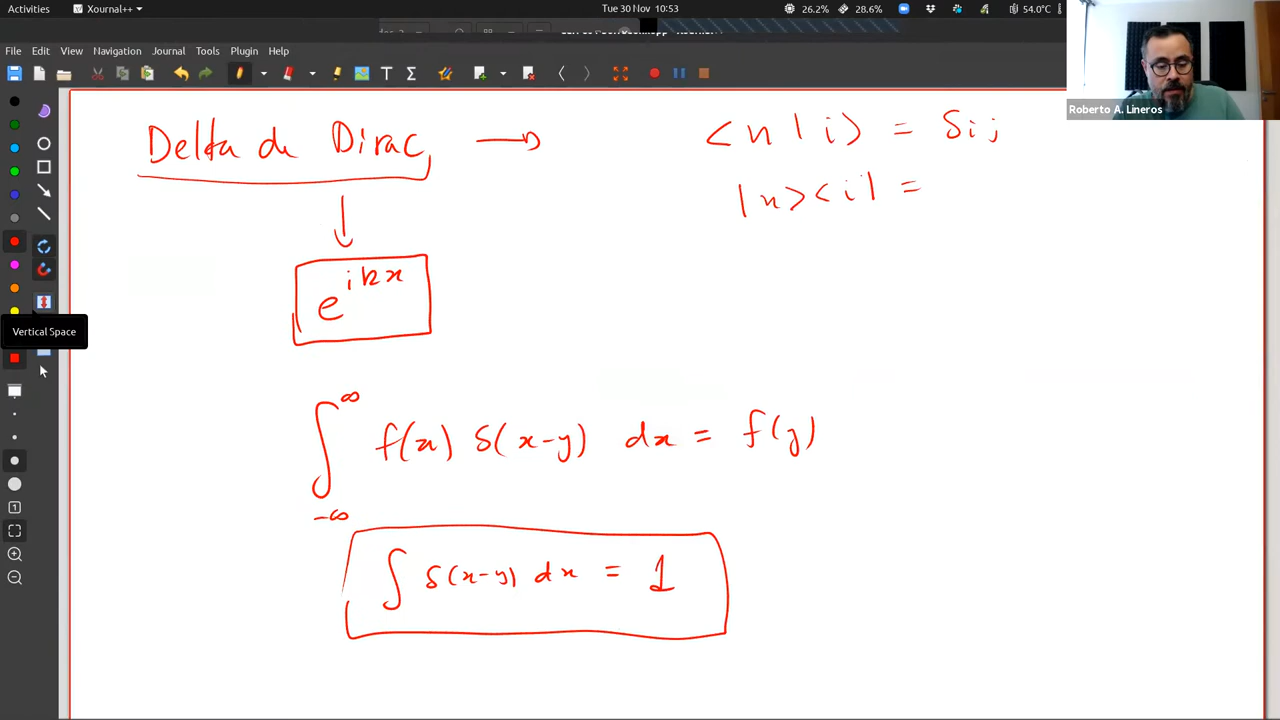 Activities Xournal++ Tue 30 Nov 10:53 26.2% 28.6% 54.0°C
File Edit View Navigation Journal Tools Plugin Help
Roberto A. Lineros
Delta de Dirac →
<n|i> = δij
|n><i| =
↓
e^{ikx}
Vertical Space
∫_{-∞}^{∞} f(x) δ(x-y) dx = f(y)
∫ δ(x-y) dx = 1